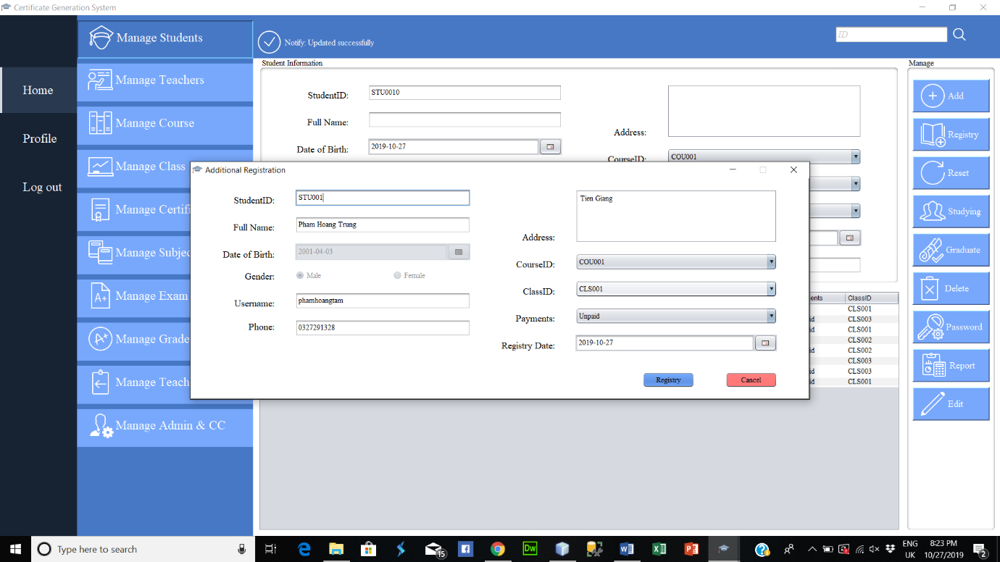 Certificate Generation System
Manage Students
Notify: Updated successfully
ID
Student Information
Manage
Home
Profile
Log out
Manage Teachers
Manage Course
Manage Class
Manage Certifi
Manage Subjec
Manage Exam
Manage Grade
Manage Teach
Manage Admin & CC
StudentID:
STU0010
Full Name:
Date of Birth:
2019-10-27
Address:
CourseID:
COU001
Add
Registry
Reset
Studying
Graduate
Delete
Password
Report
Edit
Additional Registration
StudentID:
STU001
Full Name:
Pham Hoang Trung
Date of Birth:
2001-04-03
Gender:
Male
Female
Username:
phamhoangtam
Phone:
0327291328
Tien Giang
Address:
CourseID:
COU001
ClassID:
CLS001
Payments:
Unpaid
Registry Date:
2019-10-27
Registry
Cancel
ents ClassID
CLS001
id CLS003
id CLS001
CLS002
id CLS002
CLS003
id CLS003
id CLS001
Type here to search
15
Dw
ENG
UK
8:23 PM
10/27/2019
2